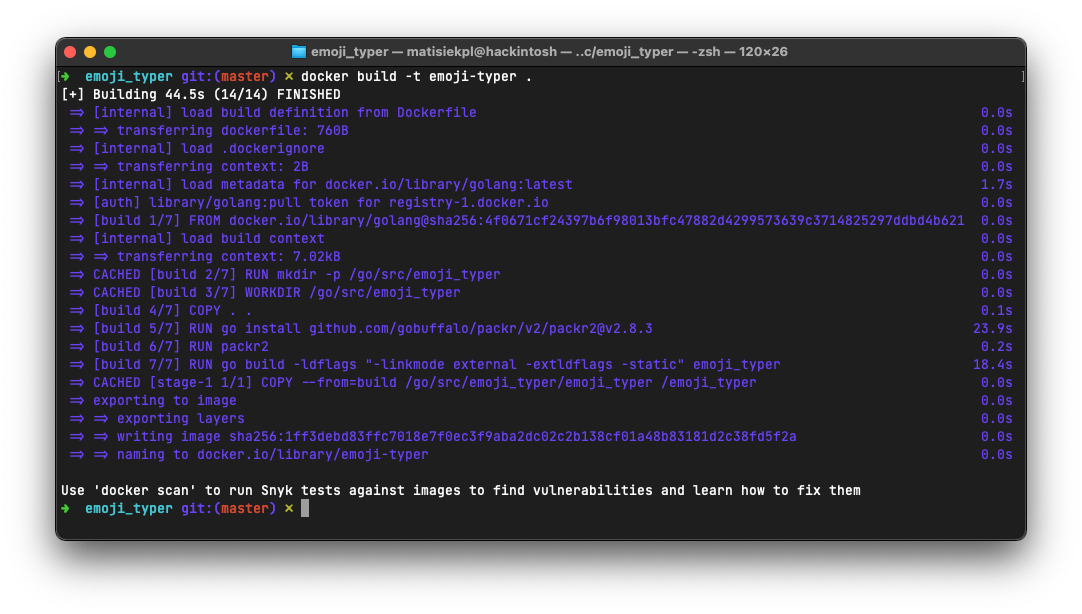 emoji_typer — matisiekpl@hackintosh — ..c/emoji_typer — -zsh — 120×26
[➜  emoji_typer git:(master) ✗ docker build -t emoji-typer . ]
[+] Building 44.5s (14/14) FINISHED
=> [internal] load build definition from Dockerfile 0.0s
=> => transferring dockerfile: 760B 0.0s
=> [internal] load .dockerignore 0.0s
=> => transferring context: 2B 0.0s
=> [internal] load metadata for docker.io/library/golang:latest 1.7s
=> [auth] library/golang:pull token for registry-1.docker.io 0.0s
=> [build 1/7] FROM docker.io/library/golang@sha256:4f0671cf24397b6f98013bfc47882d4299573639c3714825297ddbd4b621 0.0s
=> [internal] load build context 0.0s
=> => transferring context: 7.02kB 0.0s
=> CACHED [build 2/7] RUN mkdir -p /go/src/emoji_typer 0.0s
=> CACHED [build 3/7] WORKDIR /go/src/emoji_typer 0.0s
=> [build 4/7] COPY . . 0.1s
=> [build 5/7] RUN go install github.com/gobuffalo/packr/v2/packr2@v2.8.3 23.9s
=> [build 6/7] RUN packr2 0.2s
=> [build 7/7] RUN go build -ldflags "-linkmode external -extldflags -static" emoji_typer 18.4s
=> CACHED [stage-1 1/1] COPY --from=build /go/src/emoji_typer/emoji_typer /emoji_typer 0.0s
=> exporting to image 0.0s
=> => exporting layers 0.0s
=> => writing image sha256:1ff3debd83ffc7018e7f0ec3f9aba2dc02c2b138cf01a48b83181d2c38fd5f2a 0.0s
=> => naming to docker.io/library/emoji-typer 0.0s
Use 'docker scan' to run Snyk tests against images to find vulnerabilities and learn how to fix them
➜  emoji_typer git:(master) ✗